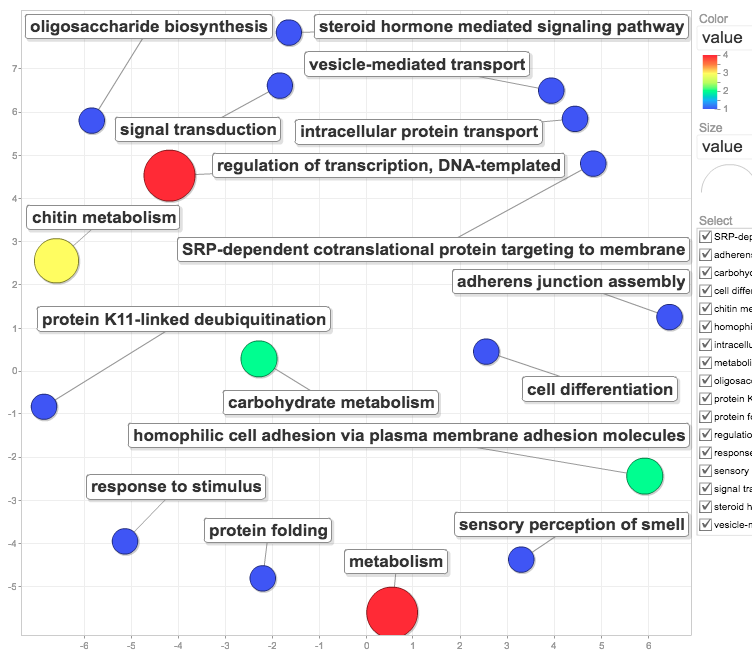 oligosaccharide biosynthesis
steroid hormone mediated signaling pathway
vesicle-mediated transport
signal transduction
intracellular protein transport
regulation of transcription, DNA-templated
chitin metabolism
SRP-dependent cotranslational protein targeting to membrane
adherens junction assembly
protein K11-linked deubiquitination
cell differentiation
carbohydrate metabolism
homophilic cell adhesion via plasma membrane adhesion molecules
response to stimulus
protein folding
sensory perception of smell
metabolism
7
6
5
4
3
2
1
0
-1
-2
-3
-4
-5
-6 -5 -4 -3 -2 -1 0 1 2 3 4 5 6
Color
value
4
3
2
1
Size
value
Select
SRP-dep
adherens
carbohy
cell diffe
chitin me
homophi
intracellu
metaboli
oligosacc
protein K
protein fo
regulatio
response
sensory
signal tra
steroid h
vesicle-m